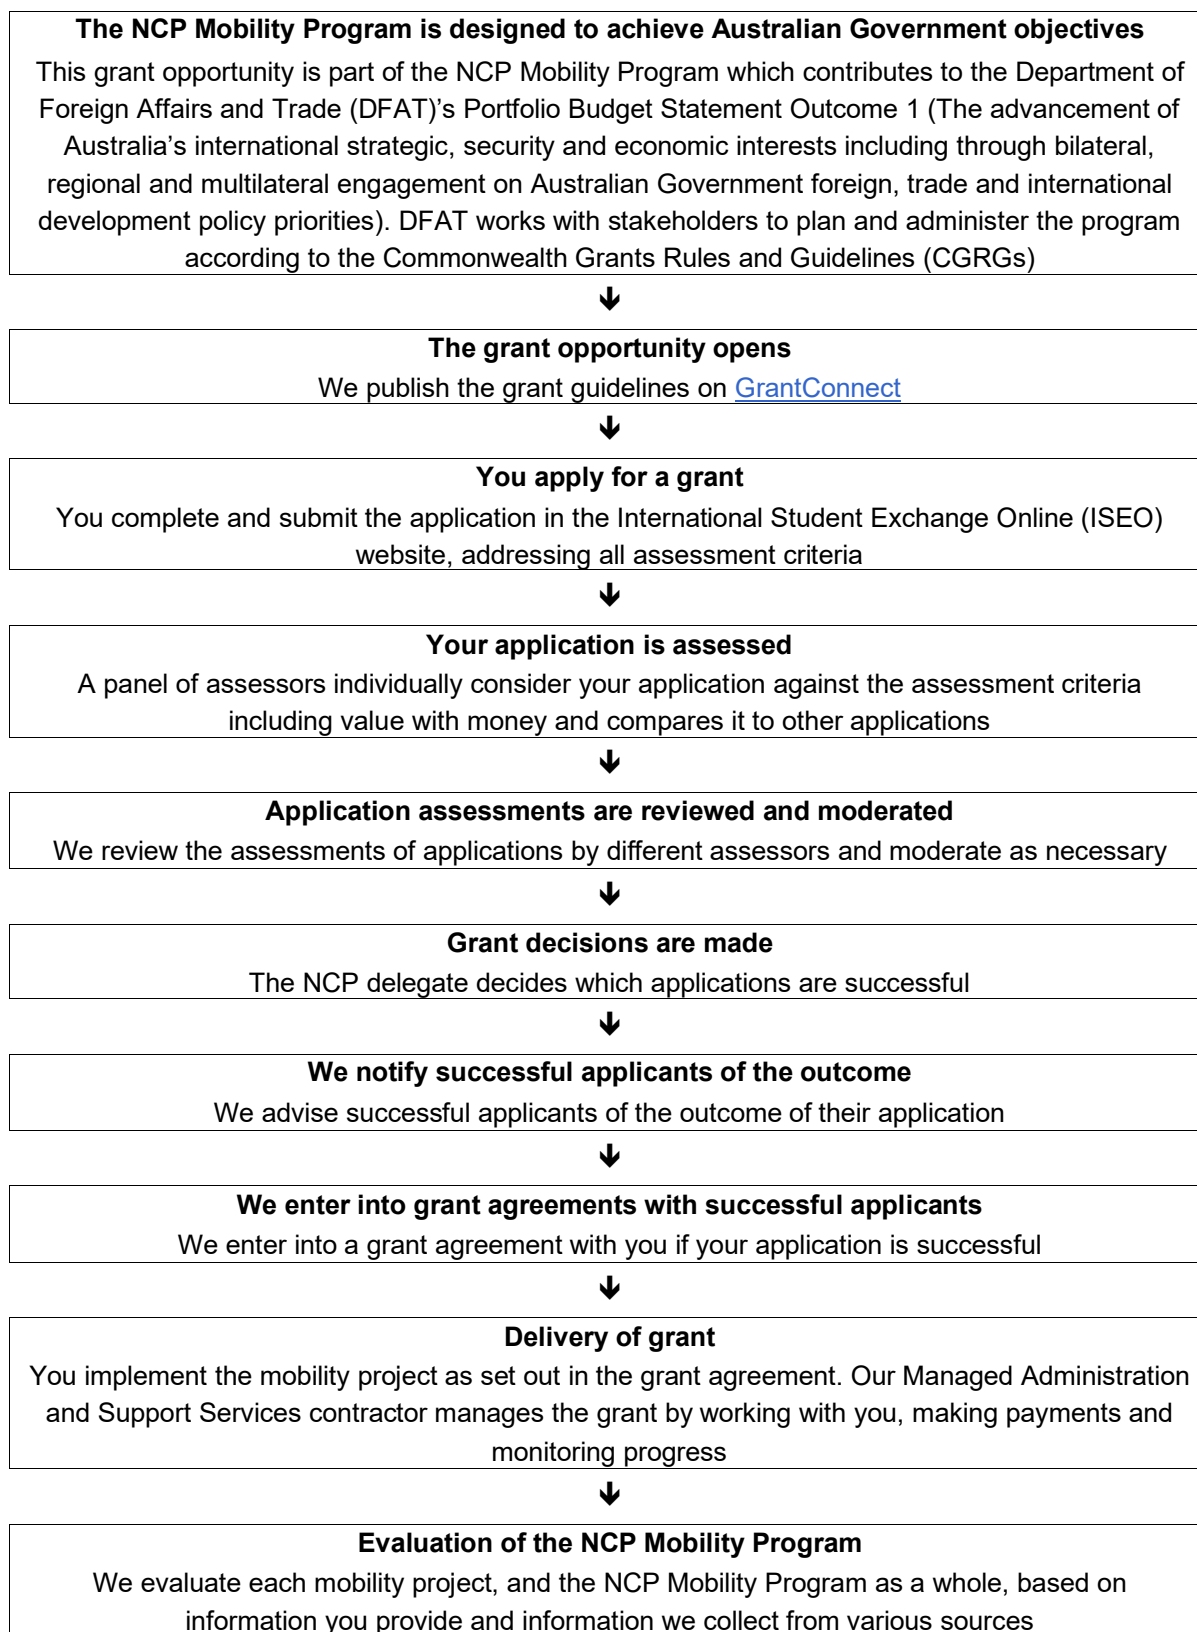 The NCP Mobility Program is designed to achieve Australian Government objectives
This grant opportunity is part of the NCP Mobility Program which contributes to the Department of
Foreign Affairs and Trade (DFAT)'s Portfolio Budget Statement Outcome 1 (The advancement of
Australia's international strategic, security and economic interests including through bilateral,
regional and multilateral engagement on Australian Government foreign, trade and international
development policy priorities). DFAT works with stakeholders to plan and administer the program
according to the Commonwealth Grants Rules and Guidelines (CGRGs)
The grant opportunity opens
We publish the grant guidelines on GrantConnect
You apply for a grant
You complete and submit the application in the International Student Exchange Online (ISEO)
website, addressing all assessment criteria
Your application is assessed
A panel of assessors individually consider your application against the assessment criteria
including value with money and compares it to other applications
Application assessments are reviewed and moderated
We review the assessments of applications by different assessors and moderate as necessary
Grant decisions are made
The NCP delegate decides which applications are successful
We notify successful applicants of the outcome
We advise successful applicants of the outcome of their application
We enter into grant agreements with successful applicants
We enter into a grant agreement with you if your application is successful
Delivery of grant
You implement the mobility project as set out in the grant agreement. Our Managed Administration
and Support Services contractor manages the grant by working with you, making payments and
monitoring progress
Evaluation of the NCP Mobility Program
We evaluate each mobility project, and the NCP Mobility Program as a whole, based on
information you provide and information we collect from various sources